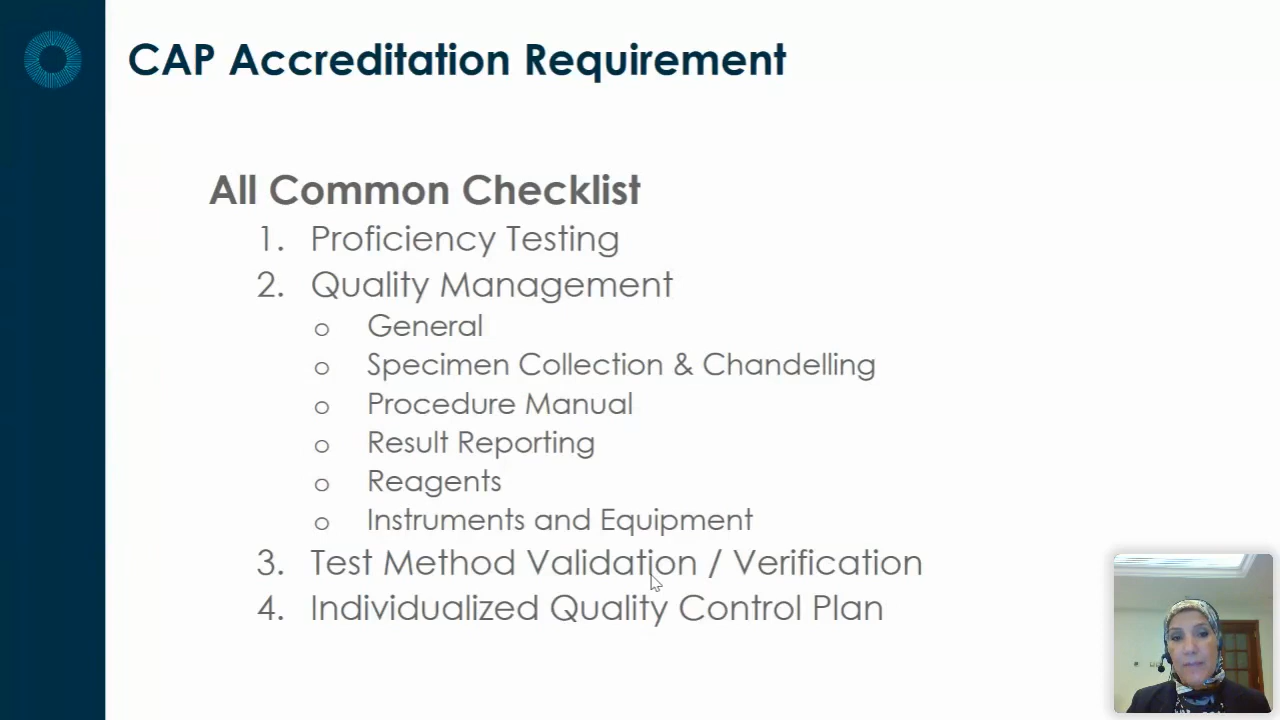 CAP Accreditation Requirement
All Common Checklist
1. Proficiency Testing
2. Quality Management
o General
o Specimen Collection & Chandelling
o Procedure Manual
o Result Reporting
o Reagents
o Instruments and Equipment
3. Test Method Validation / Verification
4. Individualized Quality Control Plan